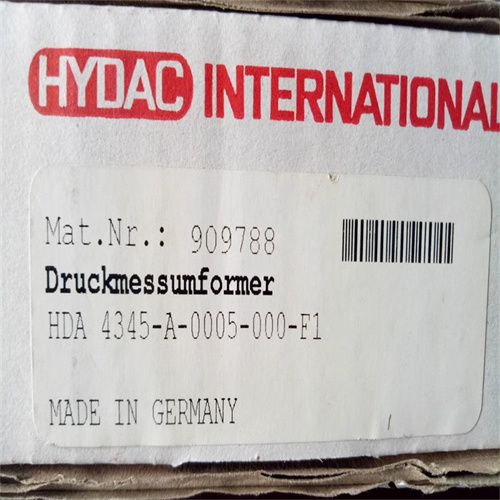 HYDAC INTERNATIONAL
Mat.Nr.: 909788
Druckmessumformer
HDA 4345-A-0005-000-F1
MADE IN GERMANY